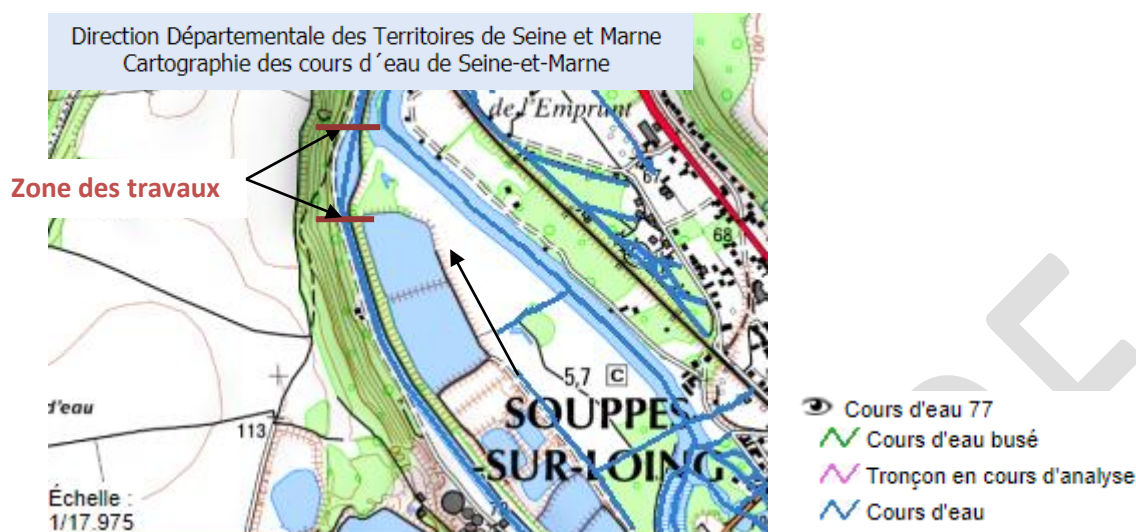 Direction Départementale des Territoires de Seine et Marne
Cartographie des cours d´eau de Seine-et-Marne
de l'Emprunt
Zone des travaux
67
68
5,7 C
SOUPPES
-SUR-LOING
d'eau
113
Échelle :
1/17.975
70
Cours d'eau 77
Cours d'eau busé
Tronçon en cours d'analyse
Cours d'eau